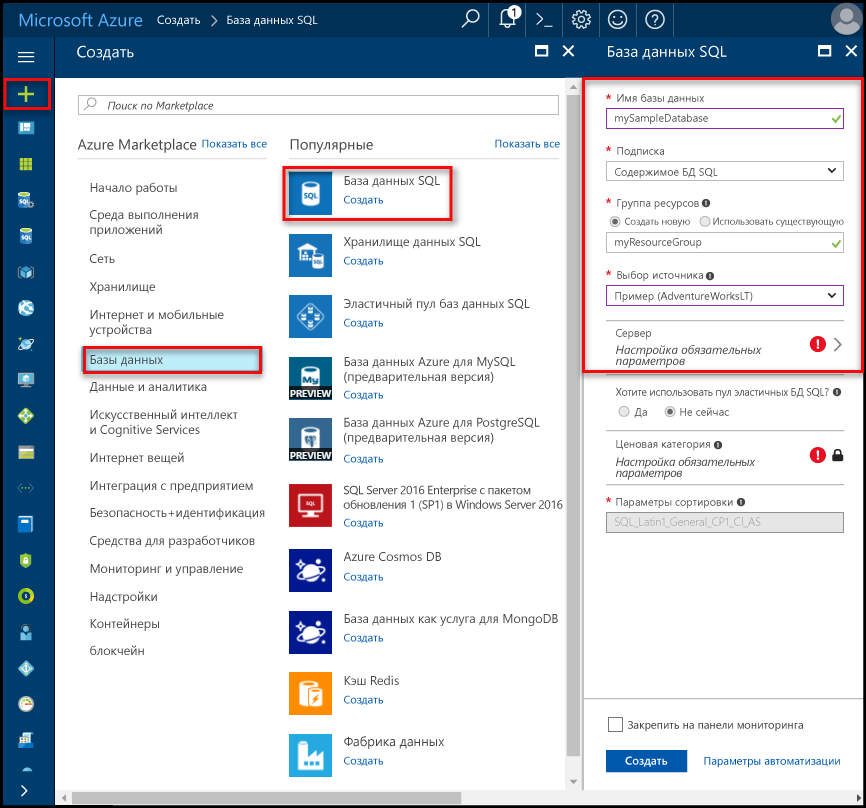 Microsoft Azure Создать > База данных SQL
1
Создать
Поиск по Marketplace
Azure Marketplace Показать все
Начало работы
Среда выполнения
приложений
Сеть
Хранилище
Интернет и мобильные
устройства
Базы данных
Данные и аналитика
Искусственный интеллект
и Cognitive Services
Интернет вещей
Интеграция с предприятием
Безопасность+идентификация
Средства для разработчиков
Мониторинг и управление
Надстройки
Контейнеры
блокчейн
Популярные Показать все
SQL
База данных SQL
Создать
Хранилище данных SQL
Создать
Эластичный пул баз данных SQL
Создать
My
PREVIEW
База данных Azure для MySQL
(предварительная версия)
Создать
PREVIEW
База данных Azure для PostgreSQL
(предварительная версия)
Создать
SQL
SQL Server 2016 Enterprise с пакетом
обновления 1 (SP1) в Windows Server 2016
Создать
Azure Cosmos DB
Создать
База данных как услуга для MongoDB
Создать
Кэш Redis
Создать
Фабрика данных
Создать
База данных SQL
* Имя базы данных
mySampleDatabase
* Подписка
Содержимое БД SQL
* Группа ресурсов
Создать новую Использовать существующую
myResourceGroup
* Выбор источника
Пример (AdventureWorksLT)
Сервер
Настройка обязательных
параметров
Хотите использовать пул эластичных БД SQL?
Да Не сейчас
Ценовая категория
Настройка обязательных
параметров
* Параметры сортировки
SQL_Latin1_General_CP1_CI_AS
Закрепить на панели мониторинга
Создать Параметры автоматизации